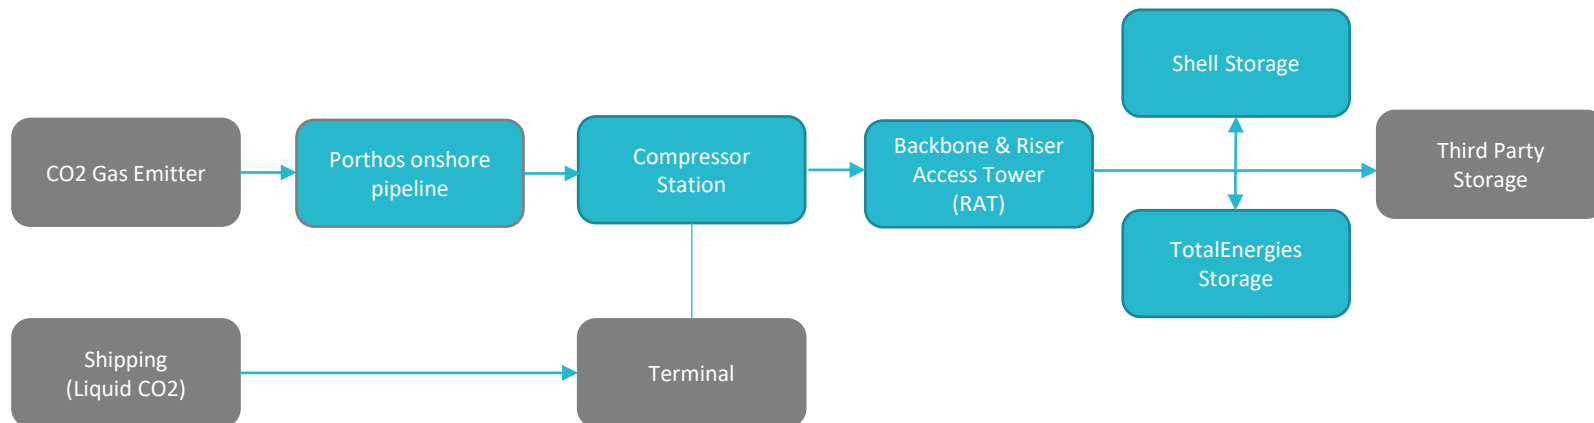 Shell Storage
CO2 Gas Emitter
Porthos onshore
pipeline
Compressor
Station
Backbone & Riser
Access Tower
(RAT)
Third Party
Storage
TotalEnergies
Storage
Shipping
(Liquid CO2)
Terminal